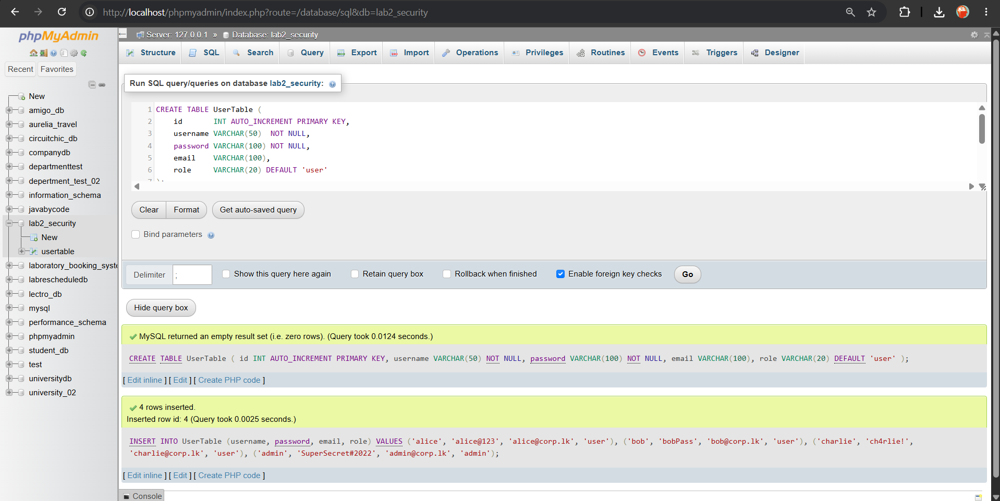 http://localhost/phpmyadmin/index.php?route=/database/sql&db=lab2_security
phpMyAdmin
Recent
Favorites
New
amigo_db
aurelia_travel
circuitchic_db
companydb
departmenttest
depertment_test_02
information_schema
javabycode
lab2_security
New
usertable
laboratory_booking_syste
labrescheduledb
lectro_db
mysql
performance_schema
phpmyadmin
student_db
test
universitydb
university_02
Server: 127.0.0.1 » Database: lab2_security
Structure SQL Search Query Export Import Operations Privileges Routines Events Triggers Designer
Run SQL query/queries on database lab2_security:
1 CREATE TABLE UserTable (
2 id INT AUTO_INCREMENT PRIMARY KEY,
3 username VARCHAR(50) NOT NULL,
4 password VARCHAR(100) NOT NULL,
5 email VARCHAR(100),
6 role VARCHAR(20) DEFAULT 'user'
7 );
Clear Format Get auto-saved query
Bind parameters
Delimiter ; Show this query here again Retain query box Rollback when finished Enable foreign key checks Go
Hide query box
MySQL returned an empty result set (i.e. zero rows). (Query took 0.0124 seconds.)
CREATE TABLE UserTable ( id INT AUTO_INCREMENT PRIMARY KEY, username VARCHAR(50) NOT NULL, password VARCHAR(100) NOT NULL, email VARCHAR(100), role VARCHAR(20) DEFAULT 'user' );
[ Edit inline ] [ Edit ] [ Create PHP code ]
4 rows inserted.
Inserted row id: 4 (Query took 0.0025 seconds.)
INSERT INTO UserTable (username, password, email, role) VALUES ('alice', 'alice@123', 'alice@corp.lk', 'user'), ('bob', 'bobPass', 'bob@corp.lk', 'user'), ('charlie', 'ch4rlie!',
'charlie@corp.lk', 'user'), ('admin', 'SuperSecret#2022', 'admin@corp.lk', 'admin');
[ Edit inline ] [ Edit ] [ Create PHP code ]
Console